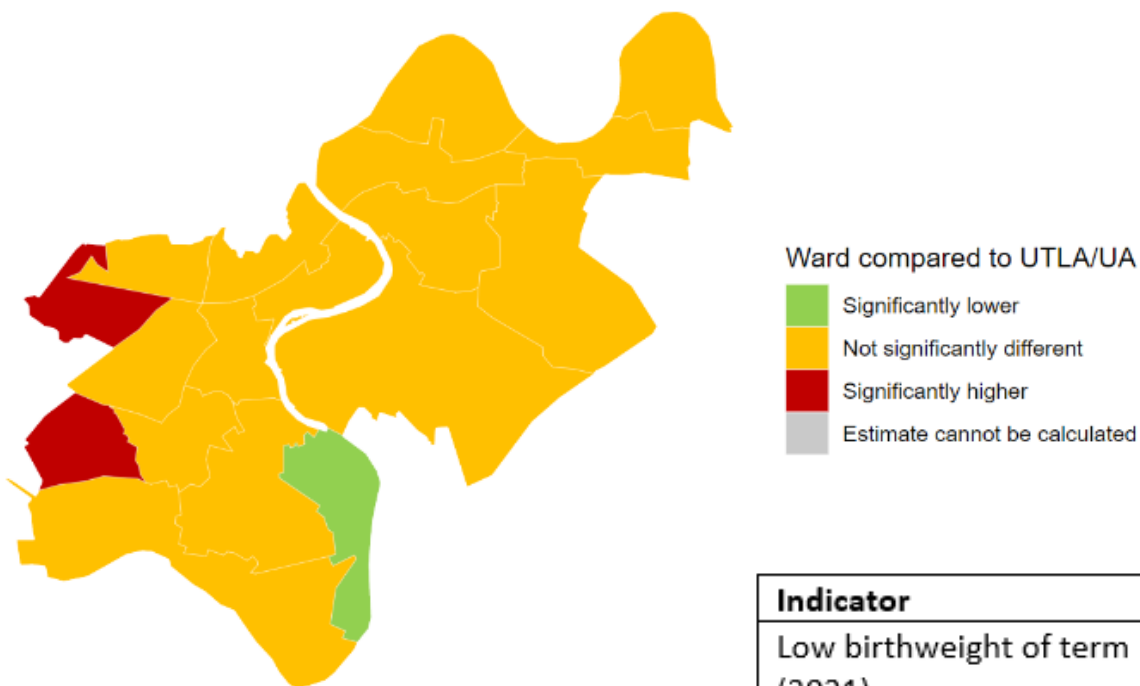 Ward compared to UTLA/UA
Significantly lower
Not significantly different
Significantly higher
Estimate cannot be calculated
Indicator
Low birthweight of term
(2021)